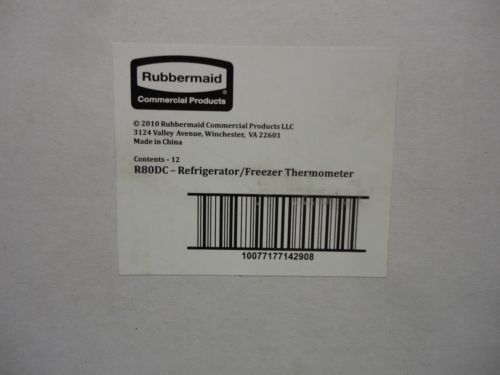 Rubbermaid
®
Commercial Products
© 2010 Rubbermaid Commercial Products LLC
3124 Valley Avenue, Winchester, VA 22601
Made in China
Contents – 12
R80DC – Refrigerator/Freezer Thermometer
10077177142908